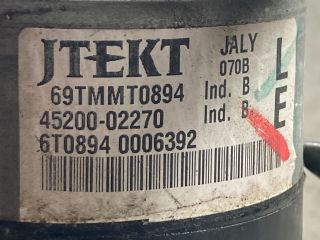 JTEKT JALY
070B L
69TMMT0894 Ind. B
45200-02270 Ind. B E
6T0894 0006392